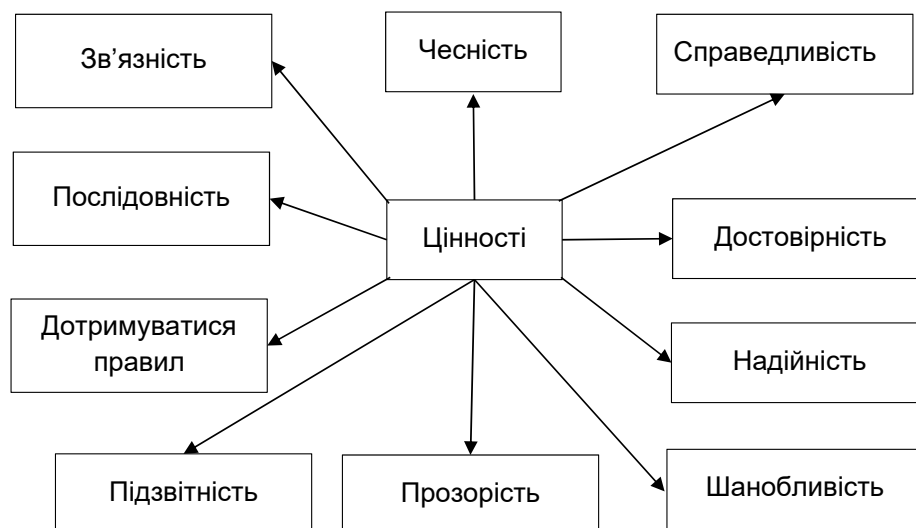 Зв’язність
Чесність
Справедливість
Послідовність
Цінності
Достовірність
Дотримуватися
правил
Надійність
Підзвітність
Прозорість
Шанобливість